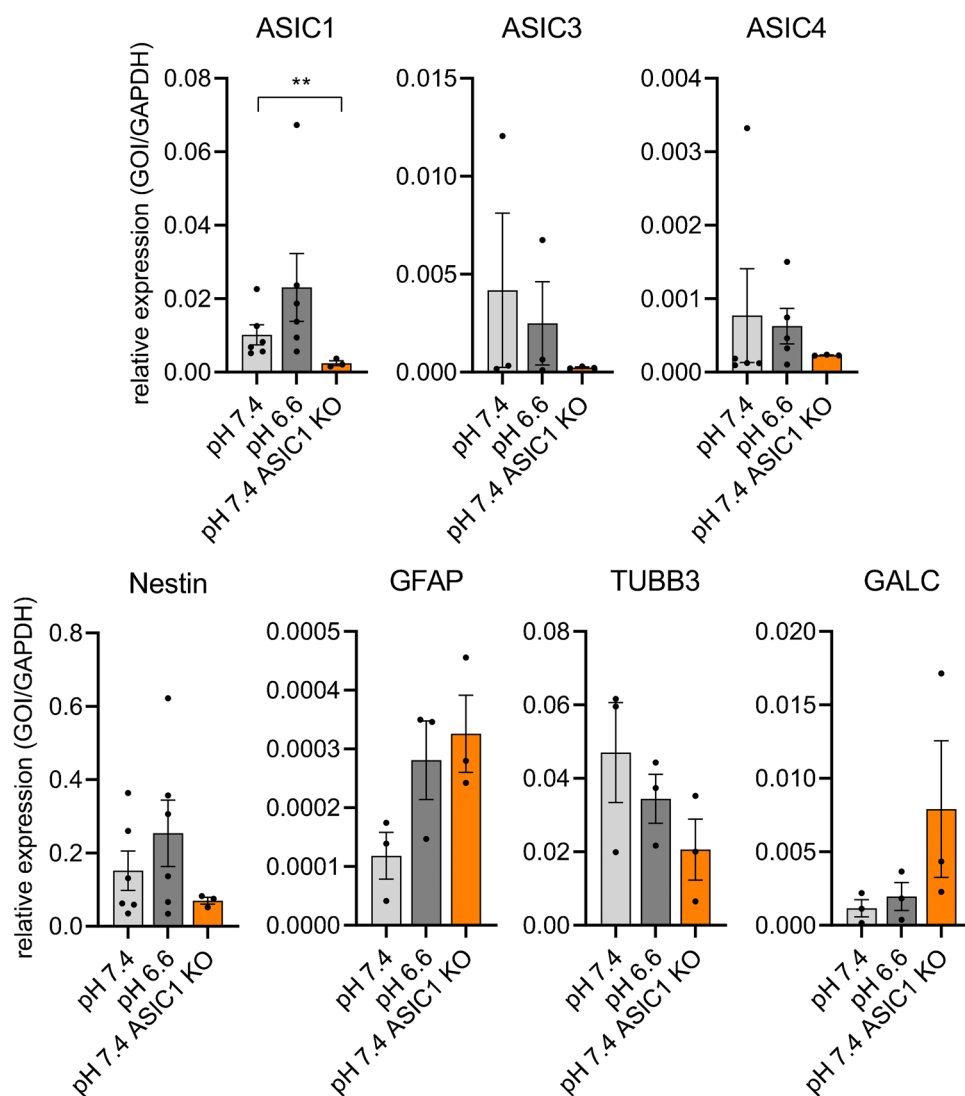 ASIC1
ASIC3
ASIC4
relative expression (GOI/GAPDH)
0.08
0.06
0.04
0.02
0.00
**
pH 7.4
pH 6.6
pH 7.4 ASIC1 KO
0.015
0.010
0.005
0.000
pH 7.4
pH 6.6
pH 7.4 ASIC1 KO
0.004
0.003
0.002
0.001
0.000
pH 7.4
pH 6.6
pH 7.4 ASIC1 KO
Nestin
GFAP
TUBB3
GALC
relative expression (GOI/GAPDH)
0.8
0.6
0.4
0.2
0.0
pH 7.4
pH 6.6
pH 7.4 ASIC1 KO
0.0005
0.0004
0.0003
0.0002
0.0001
0.0000
pH 7.4
pH 6.6
pH 7.4 ASIC1 KO
0.08
0.06
0.04
0.02
0.00
pH 7.4
pH 6.6
pH 7.4 ASIC1 KO
0.020
0.015
0.010
0.005
0.000
pH 7.4
pH 6.6
pH 7.4 ASIC1 KO